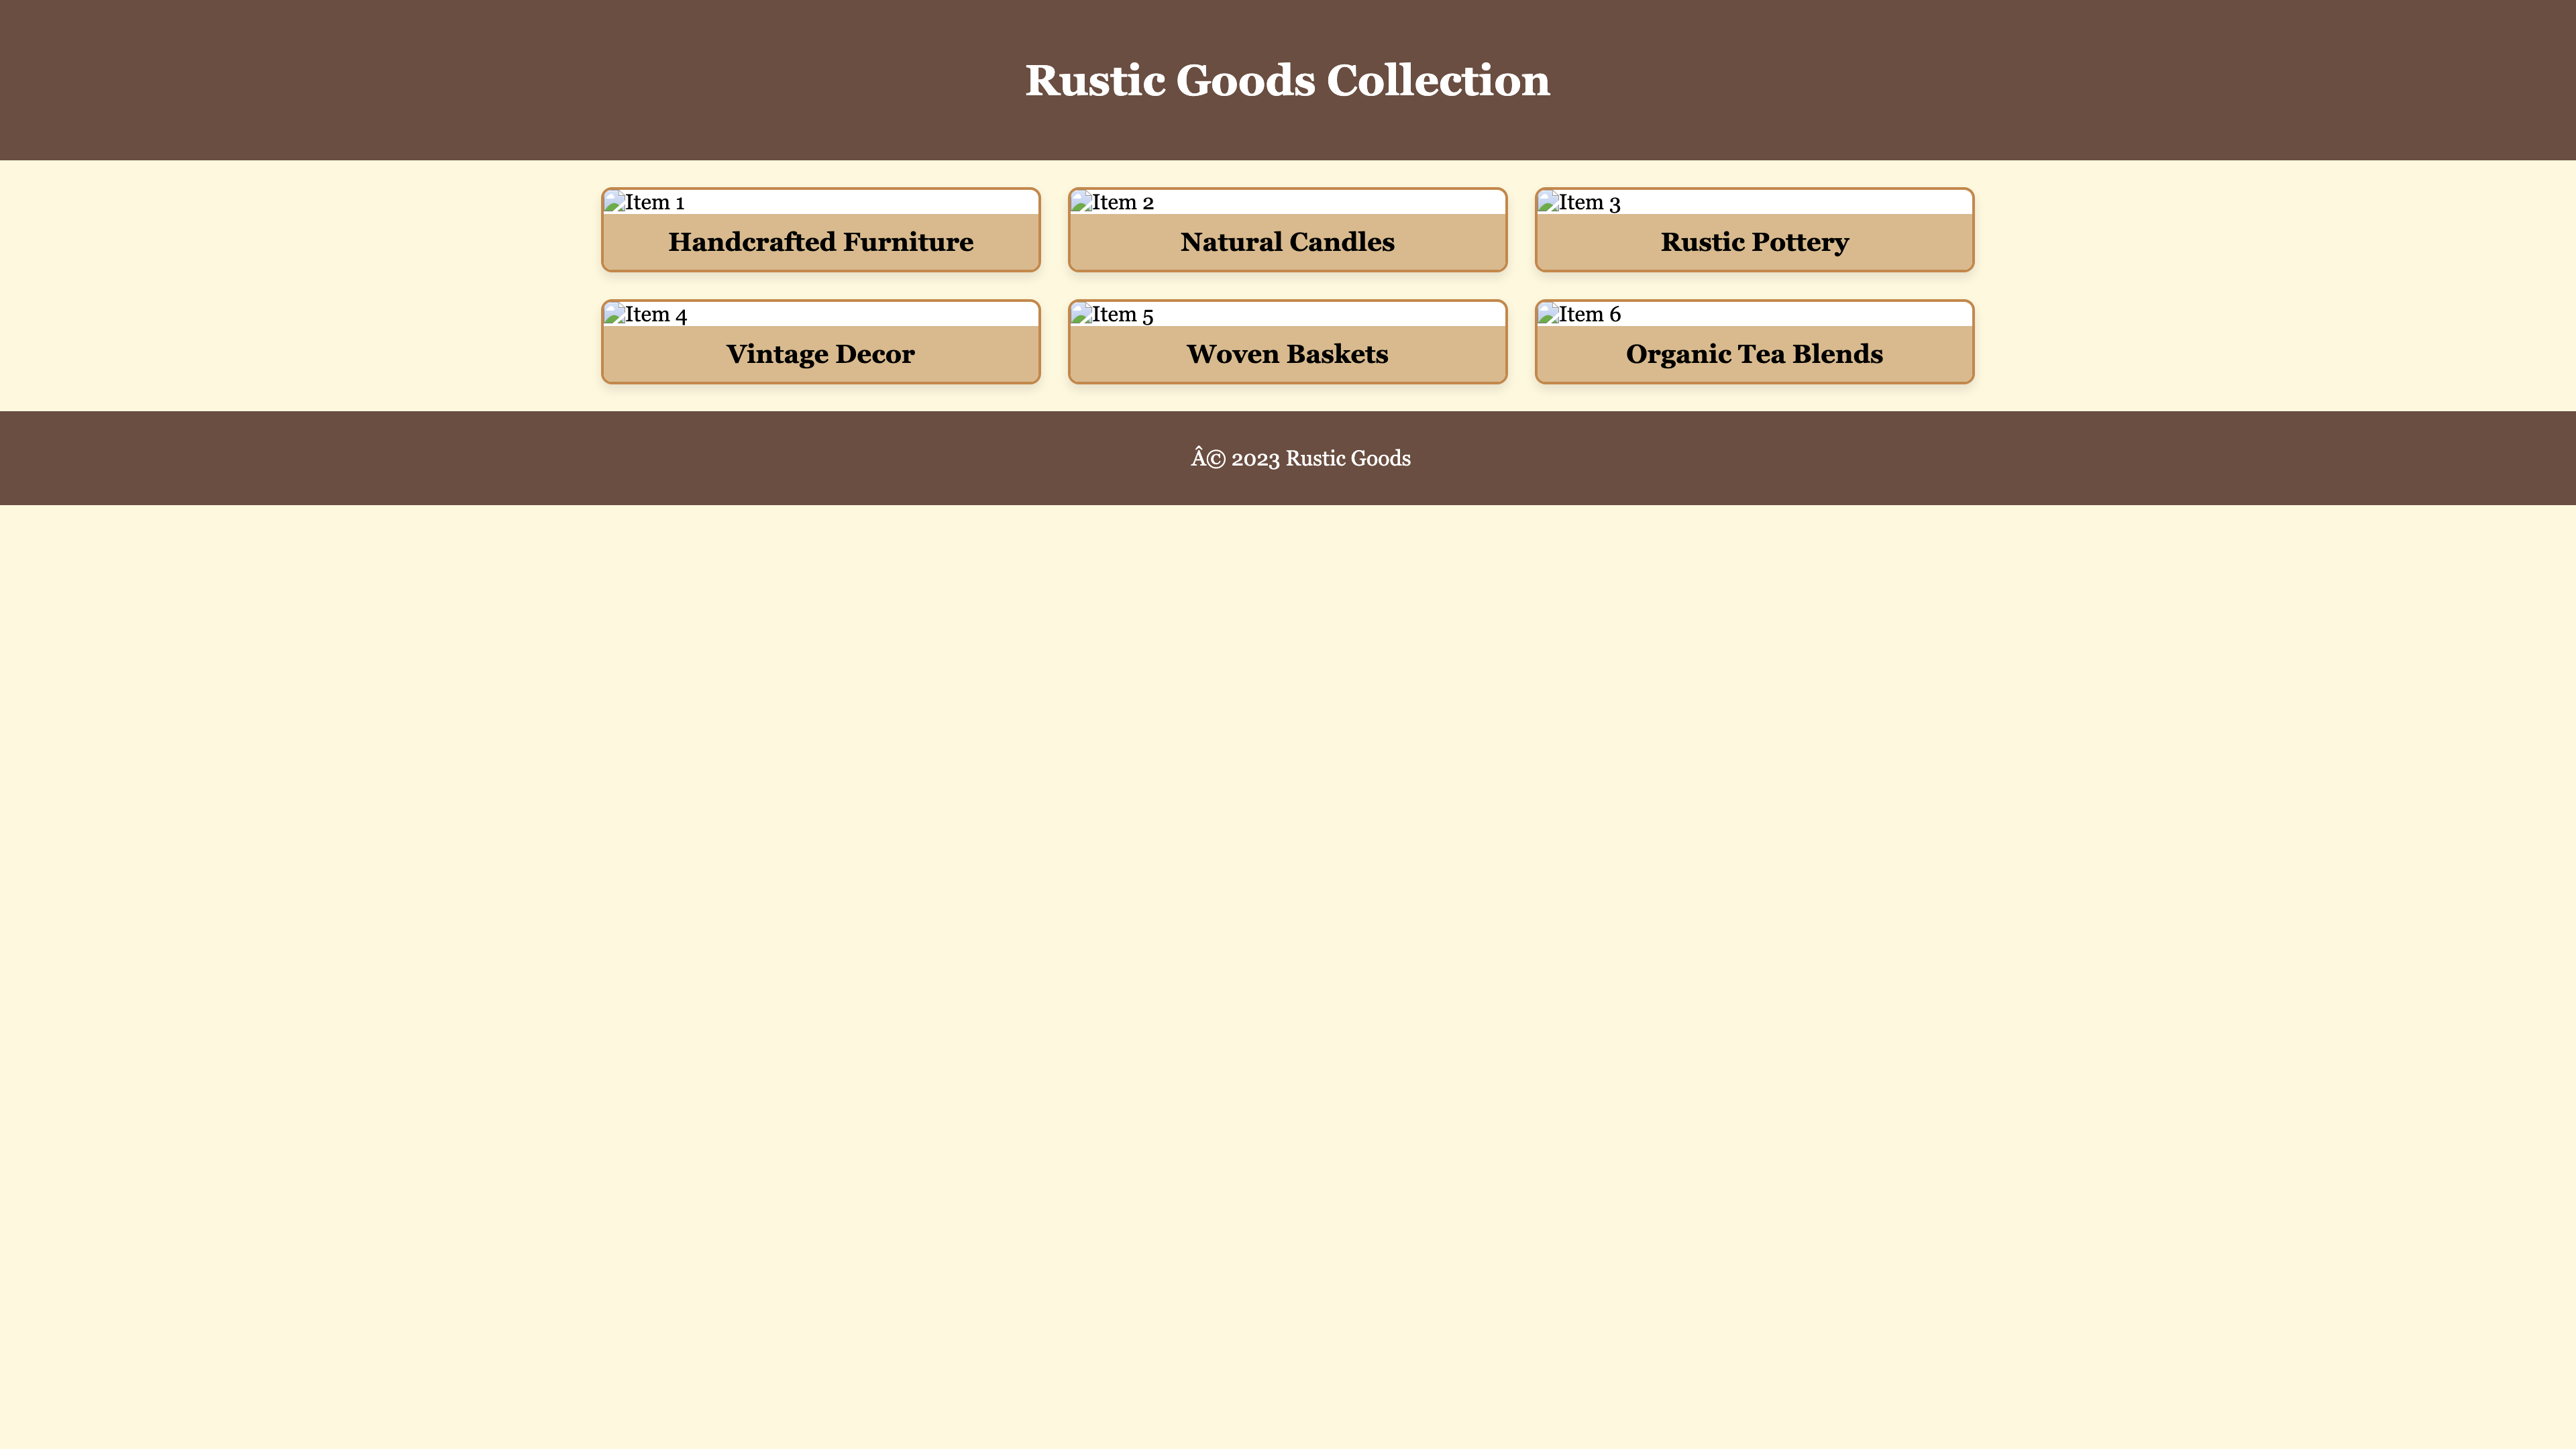 Rustic Goods Collection
Item 1
Handcrafted Furniture
Item 2
Natural Candles
Item 3
Rustic Pottery
Item 4
Vintage Decor
Item 5
Woven Baskets
Item 6
Organic Tea Blends
Â© 2023 Rustic Goods